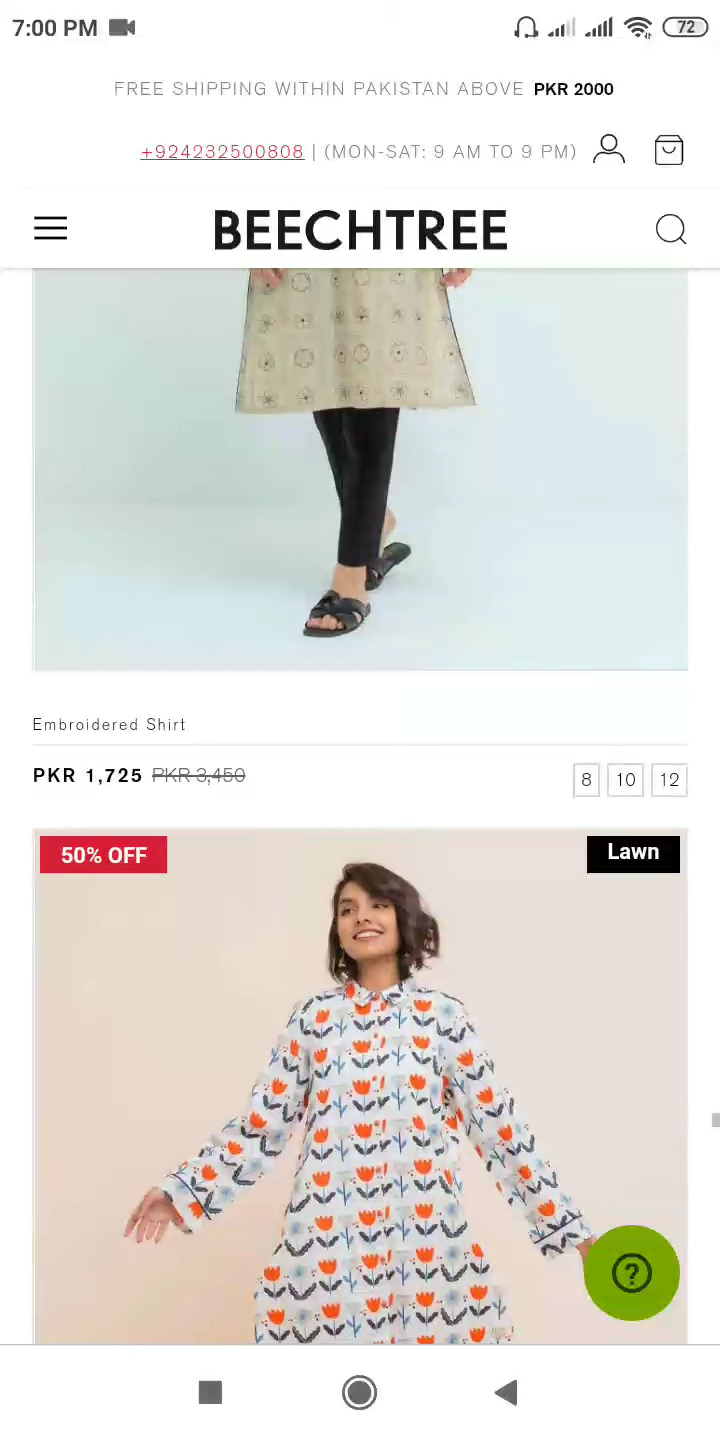 7:00 PM 72
FREE SHIPPING WITHIN PAKISTAN ABOVE PKR 2000
+924232500808 | (MON-SAT: 9 AM TO 9 PM)
BEECHTREE
Embroidered Shirt
PKR 1,725 PKR 3,450 8 10 12
50% OFF Lawn
?